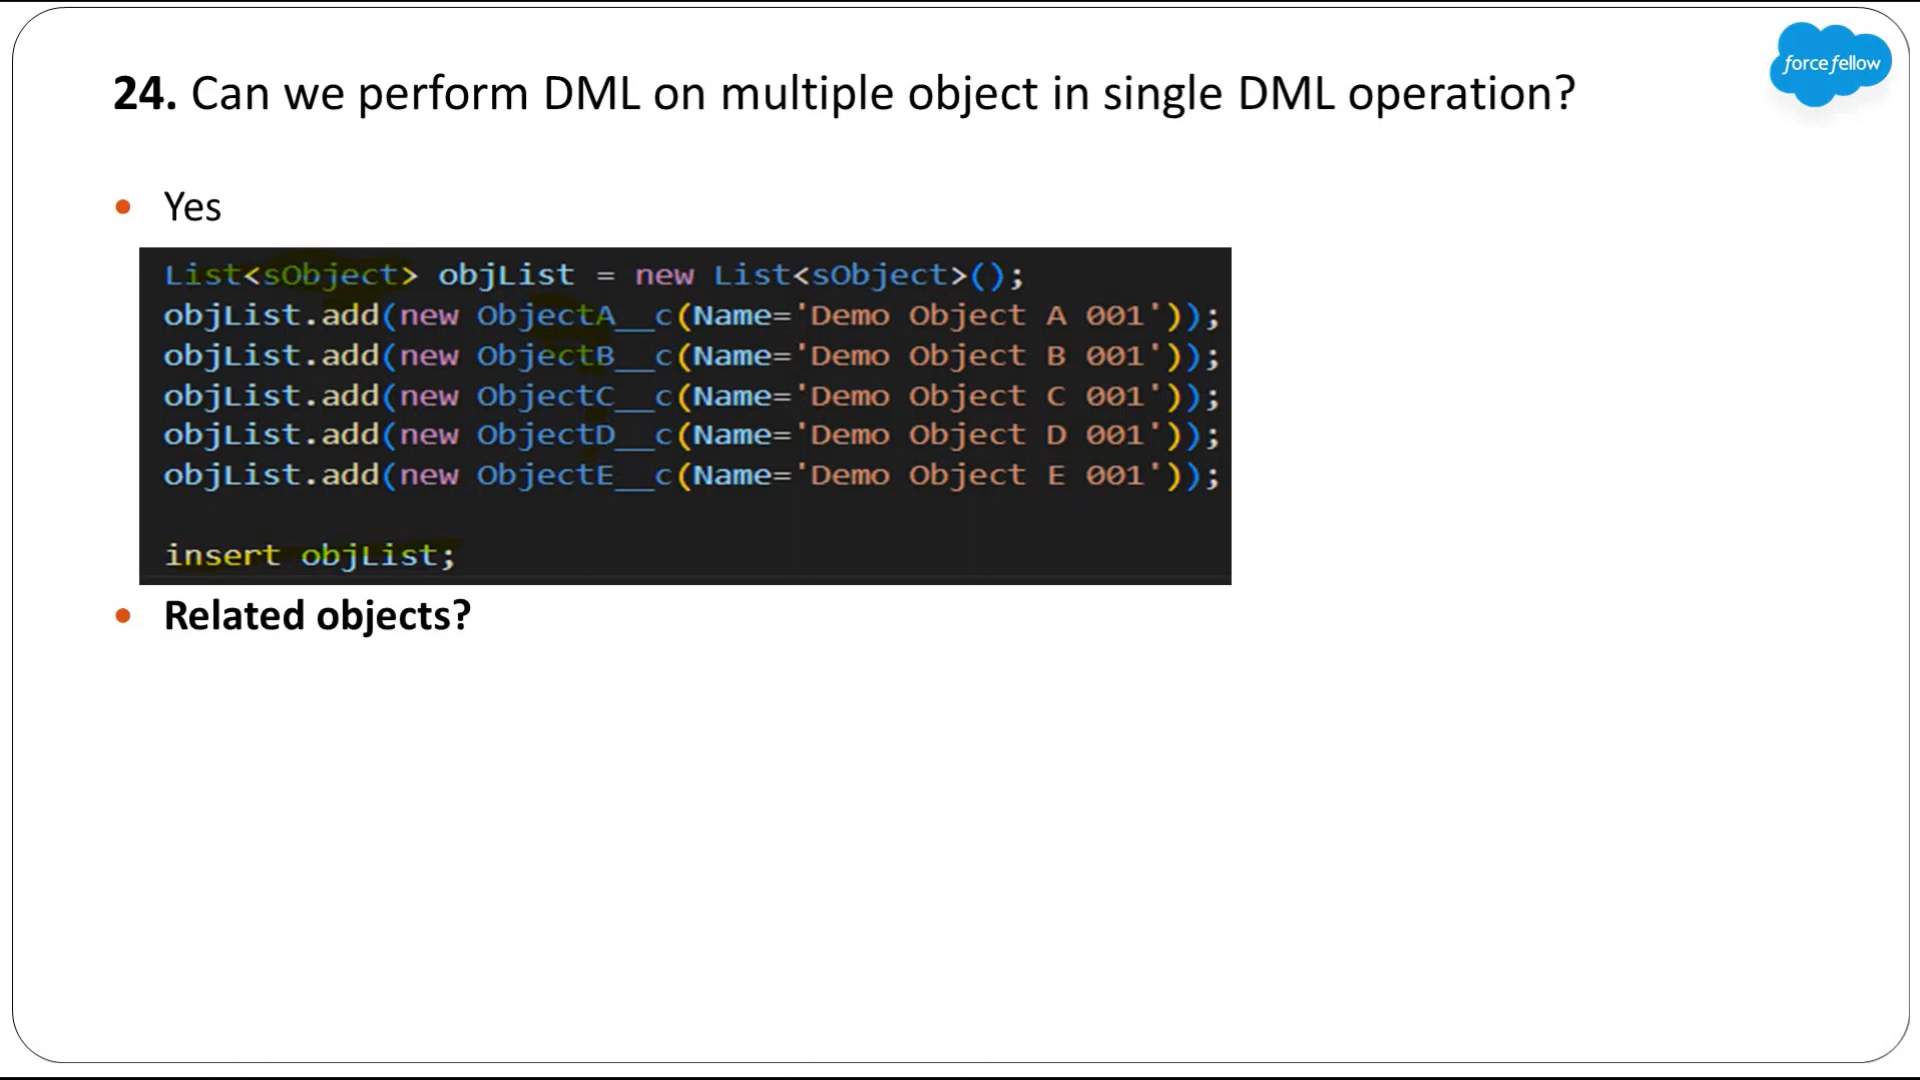 forcefellow
24. Can we perform DML on multiple object in single DML operation?
• Yes
List<sObject> objList = new List<sObject>();
objList.add(new ObjectA__c(Name='Demo Object A 001'));
objList.add(new ObjectB__c(Name='Demo Object B 001'));
objList.add(new ObjectC__c(Name='Demo Object C 001'));
objList.add(new ObjectD__c(Name='Demo Object D 001'));
objList.add(new ObjectE__c(Name='Demo Object E 001'));
insert objList;
• Related objects?